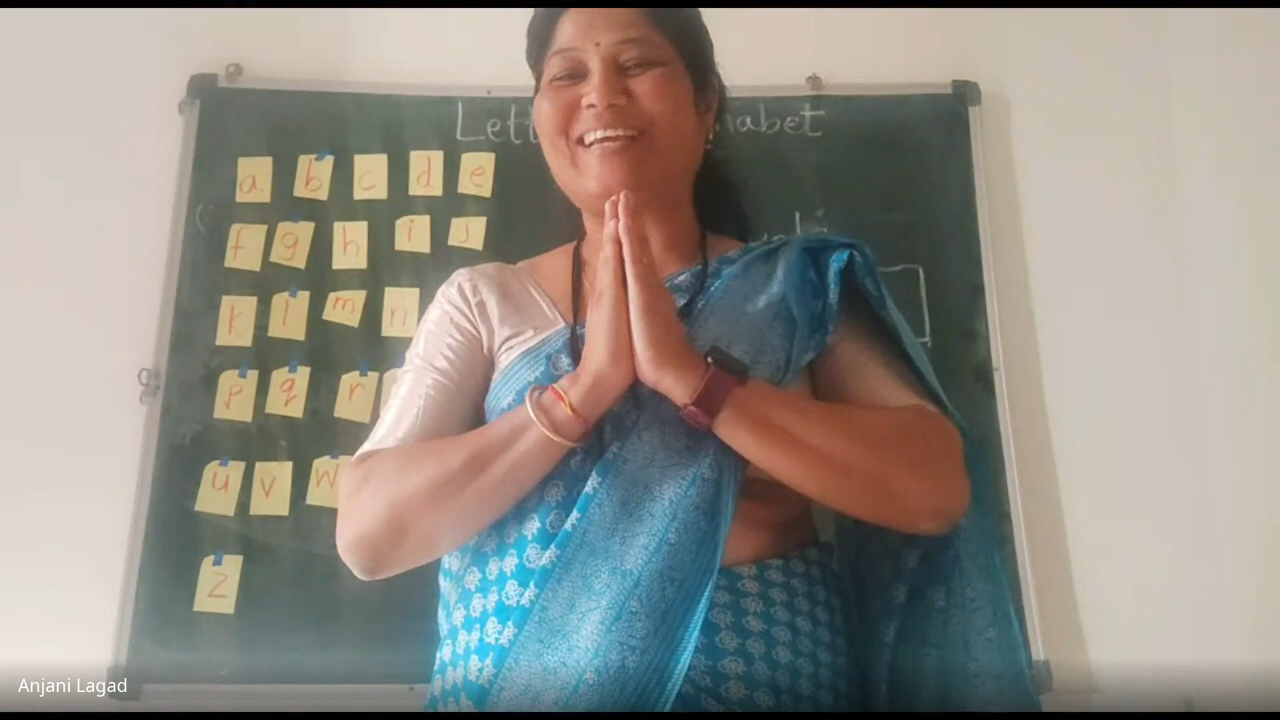 Lett abet
a b c d e
f g h i j
k l m n
p q r
u v w
z
Anjani Lagad